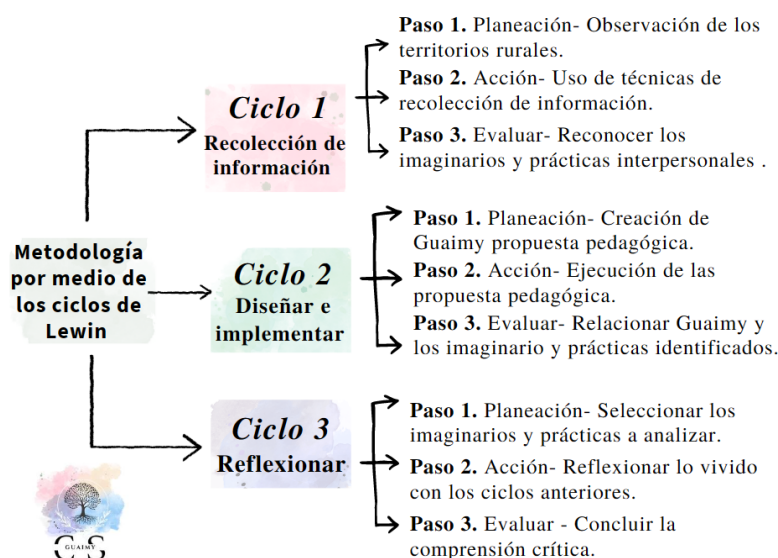 Metodología
por medio de
los ciclos de
Lewin
Ciclo 1
Recolección de
información
Paso 1. Planeación- Observación de los
territorios rurales.
Paso 2. Acción- Uso de técnicas de
recolección de información.
Paso 3. Evaluar- Reconocer los
imaginarios y prácticas interpersonales .
Ciclo 2
Diseñar e
implementar
Paso 1. Planeación- Creación de
Guaimy propuesta pedagógica.
Paso 2. Acción- Ejecución de las
propuesta pedagógica.
Paso 3. Evaluar- Relacionar Guaimy y
los imaginario y prácticas identificados.
Ciclo 3
Reflexionar
Paso 1. Planeación- Seleccionar los
imaginarios y prácticas a analizar.
Paso 2. Acción- Reflexionar lo vivido
con los ciclos anteriores.
Paso 3. Evaluar - Concluir la
comprensión crítica.
GUAIMY